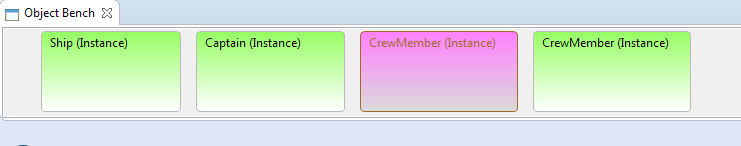 Object Bench
Ship (Instance)
Captain (Instance)
CrewMember (Instance)
CrewMember (Instance)